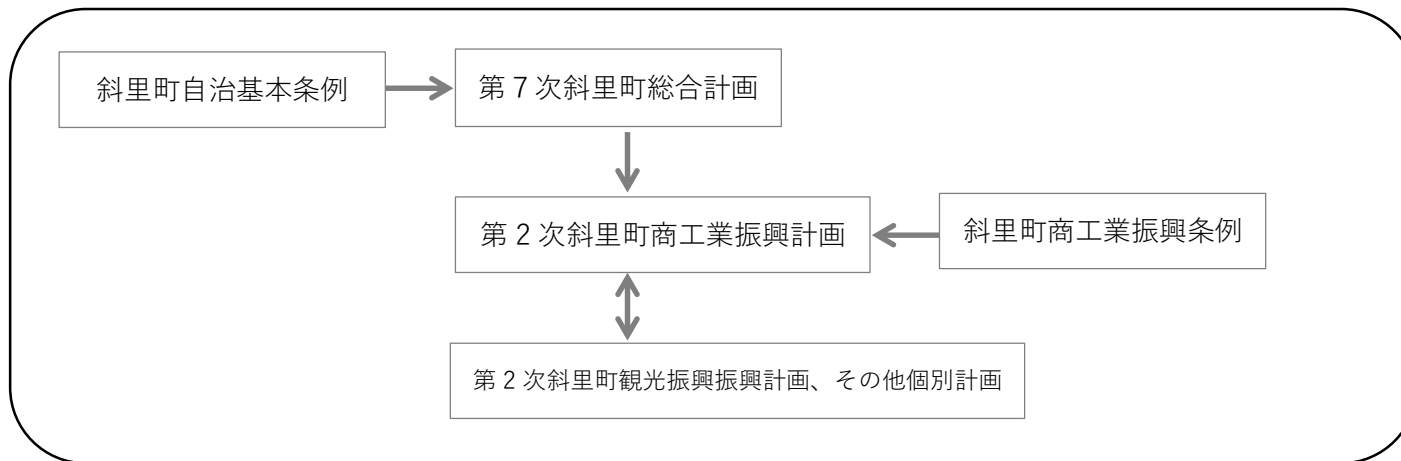 斜里町自治基本条例
第 7 次斜里町総合計画
第 2 次斜里町商工業振興計画
斜里町商工業振興条例
第 2 次斜里町観光振興振興計画、その他個別計画